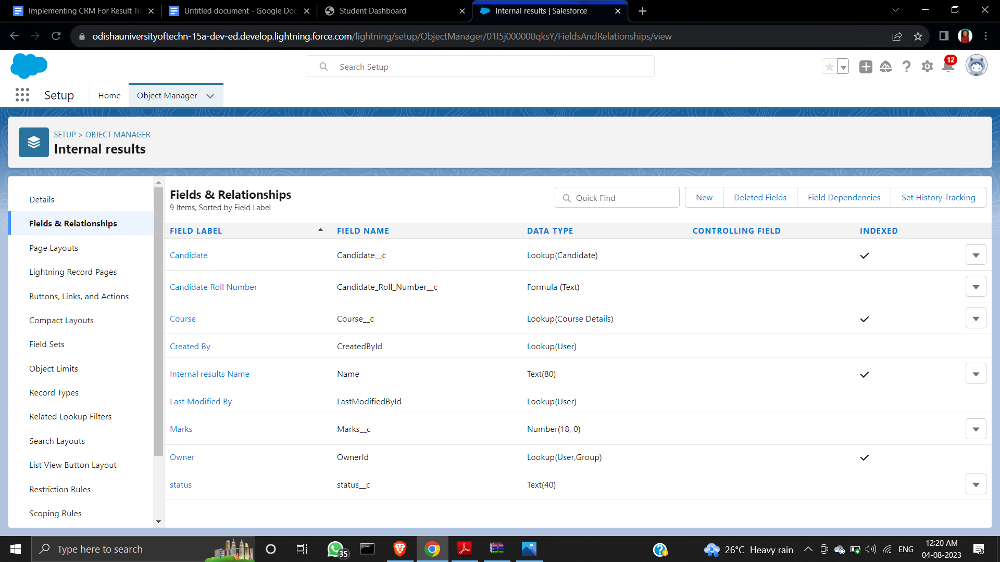 Implementing CRM For Result Tra
Untitled document - Google Doc
Student Dashboard
Internal results | Salesforce
odishauniversityoftechn-15a-dev-ed.develop.lightning.force.com/lightning/setup/ObjectManager/01I5j000000qksY/FieldsAndRelationships/view
Search Setup
12
Setup
Home
Object Manager
SETUP > OBJECT MANAGER
Internal results
Details
Fields & Relationships
Page Layouts
Lightning Record Pages
Buttons, Links, and Actions
Compact Layouts
Field Sets
Object Limits
Record Types
Related Lookup Filters
Search Layouts
List View Button Layout
Restriction Rules
Scoping Rules
Fields & Relationships
9 Items, Sorted by Field Label
Quick Find
New
Deleted Fields
Field Dependencies
Set History Tracking
FIELD LABEL FIELD NAME DATA TYPE CONTROLLING FIELD INDEXED
Candidate Candidate__c Lookup(Candidate)
Candidate Roll Number Candidate_Roll_Number__c Formula (Text)
Course Course__c Lookup(Course Details)
Created By CreatedById Lookup(User)
Internal results Name Name Text(80)
Last Modified By LastModifiedById Lookup(User)
Marks Marks__c Number(18, 0)
Owner OwnerId Lookup(User,Group)
status status__c Text(40)
Type here to search
35
26°C Heavy rain
ENG
12:20 AM
04-08-2023